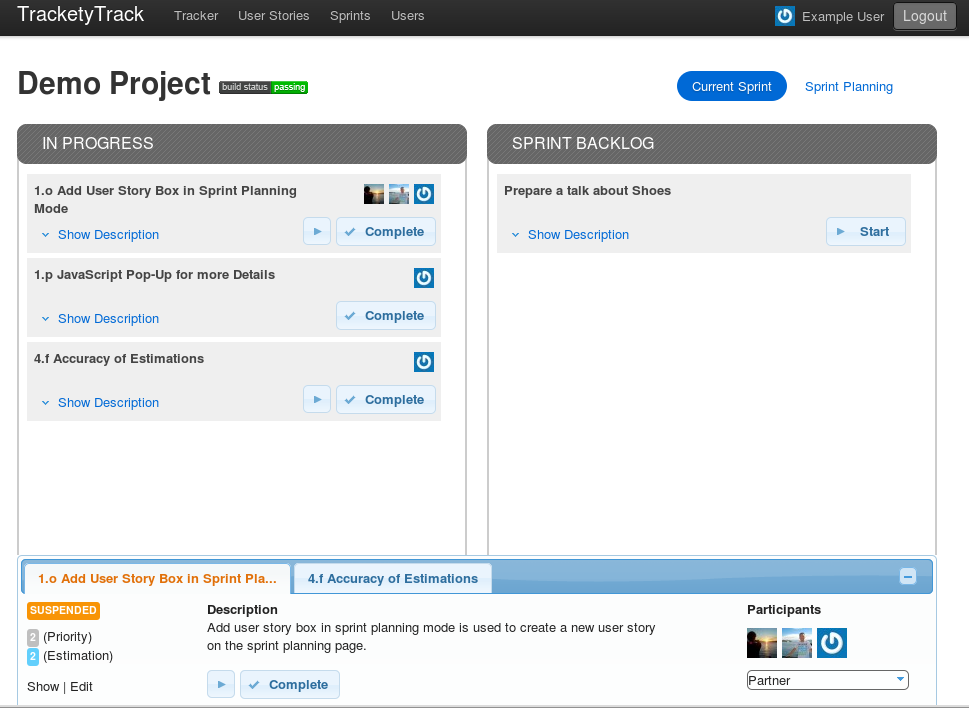 TracketyTrack Tracker User Stories Sprints Users Example User Logout
Demo Project build status passing Current Sprint Sprint Planning
IN PROGRESS
1.o Add User Story Box in Sprint Planning
Mode
Show Description Complete
1.p JavaScript Pop-Up for more Details
Show Description Complete
4.f Accuracy of Estimations
Show Description Complete
SPRINT BACKLOG
Prepare a talk about Shoes
Show Description Start
1.o Add User Story Box in Sprint Pla... 4.f Accuracy of Estimations
SUSPENDED
2 (Priority)
2 (Estimation)
Show | Edit
Description
Add user story box in sprint planning mode is used to create a new user story
on the sprint planning page.
Complete
Participants
Partner